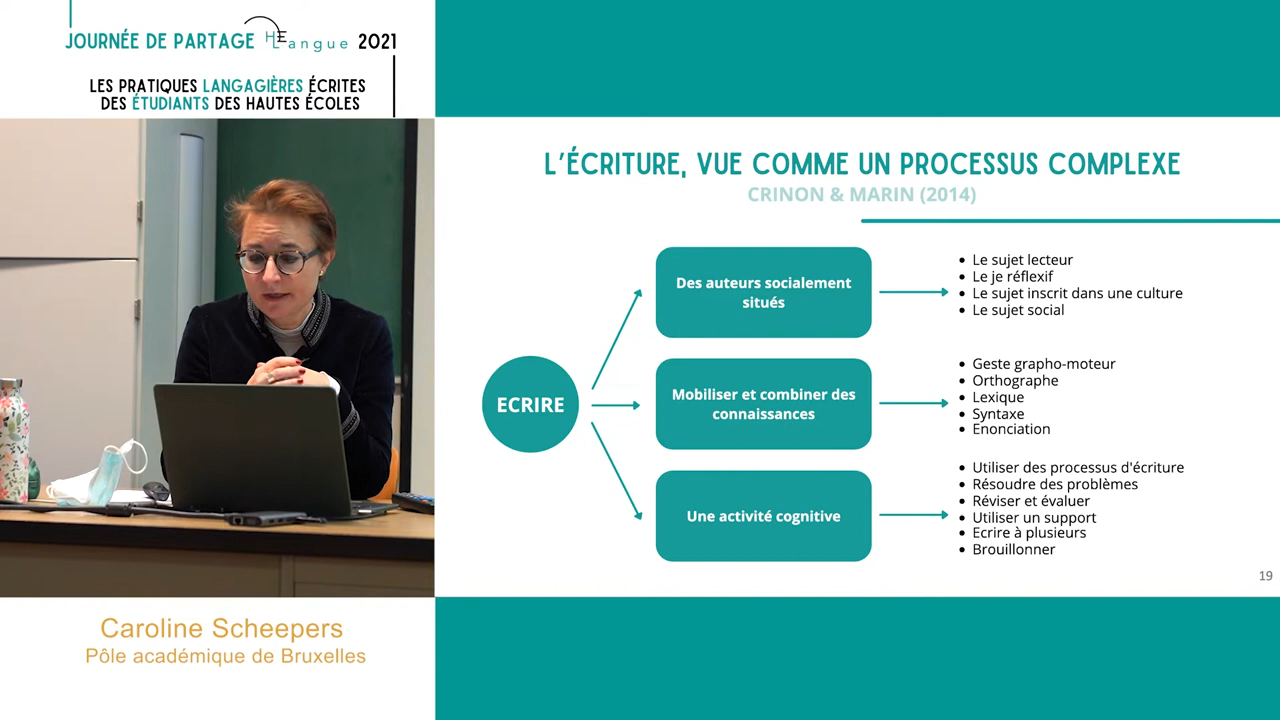 JOURNÉE DE PARTAGE HELangue 2021
LES PRATIQUES LANGAGIÈRES ÉCRITES
DES ÉTUDIANTS DES HAUTES ÉCOLES
L'ÉCRITURE, VUE COMME UN PROCESSUS COMPLEXE
CRINON & MARIN (2014)
ECRIRE
Des auteurs socialement
situés
• Le sujet lecteur
• Le je réflexif
• Le sujet inscrit dans une culture
• Le sujet social
Mobiliser et combiner des
connaissances
• Geste grapho-moteur
• Orthographe
• Lexique
• Syntaxe
• Enonciation
Une activité cognitive
• Utiliser des processus d'écriture
• Résoudre des problèmes
• Réviser et évaluer
• Utiliser un support
• Ecrire à plusieurs
• Brouillonner
19
Caroline Scheepers
Pôle académique de Bruxelles